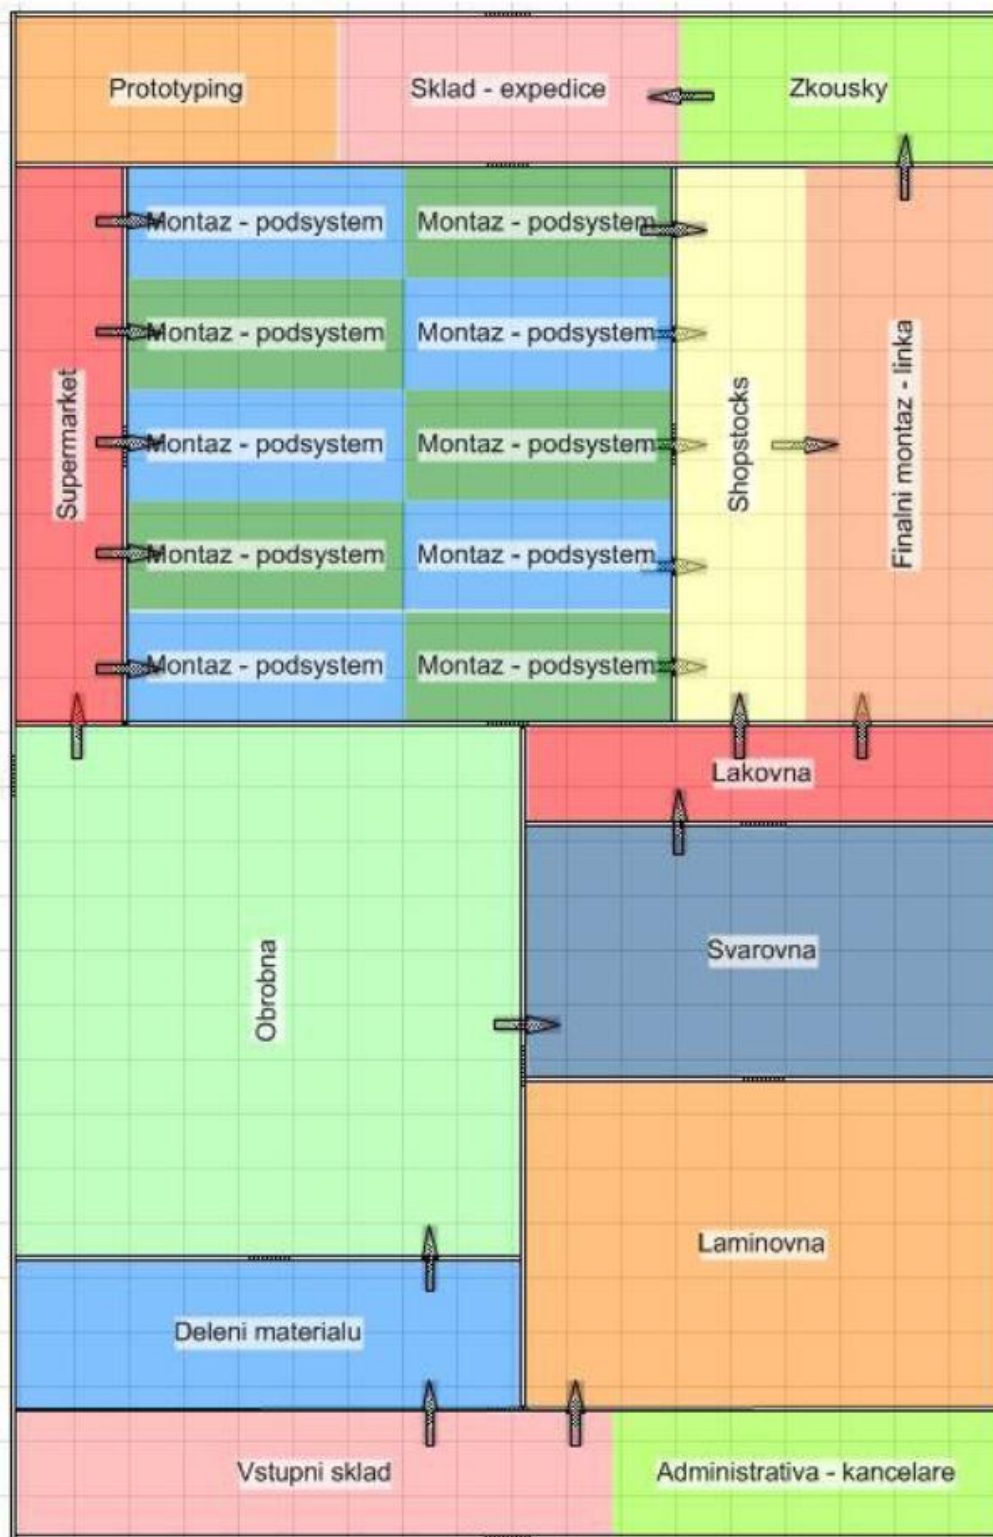 Prototyping
Sklad - expedice
Zkousky
Montaz - podsystem
Montaz - podsystem
Montaz - podsystem
Montaz - podsystem
Supermarket
Montaz - podsystem
Montaz - podsystem
Shopstocks
Finalni montaz - linka
Montaz - podsystem
Montaz - podsystem
Montaz - podsystem
Montaz - podsystem
Lakovna
Svarovna
Obrobna
Laminovna
Deleni materialu
Vstupni sklad
Administrativa - kancelare